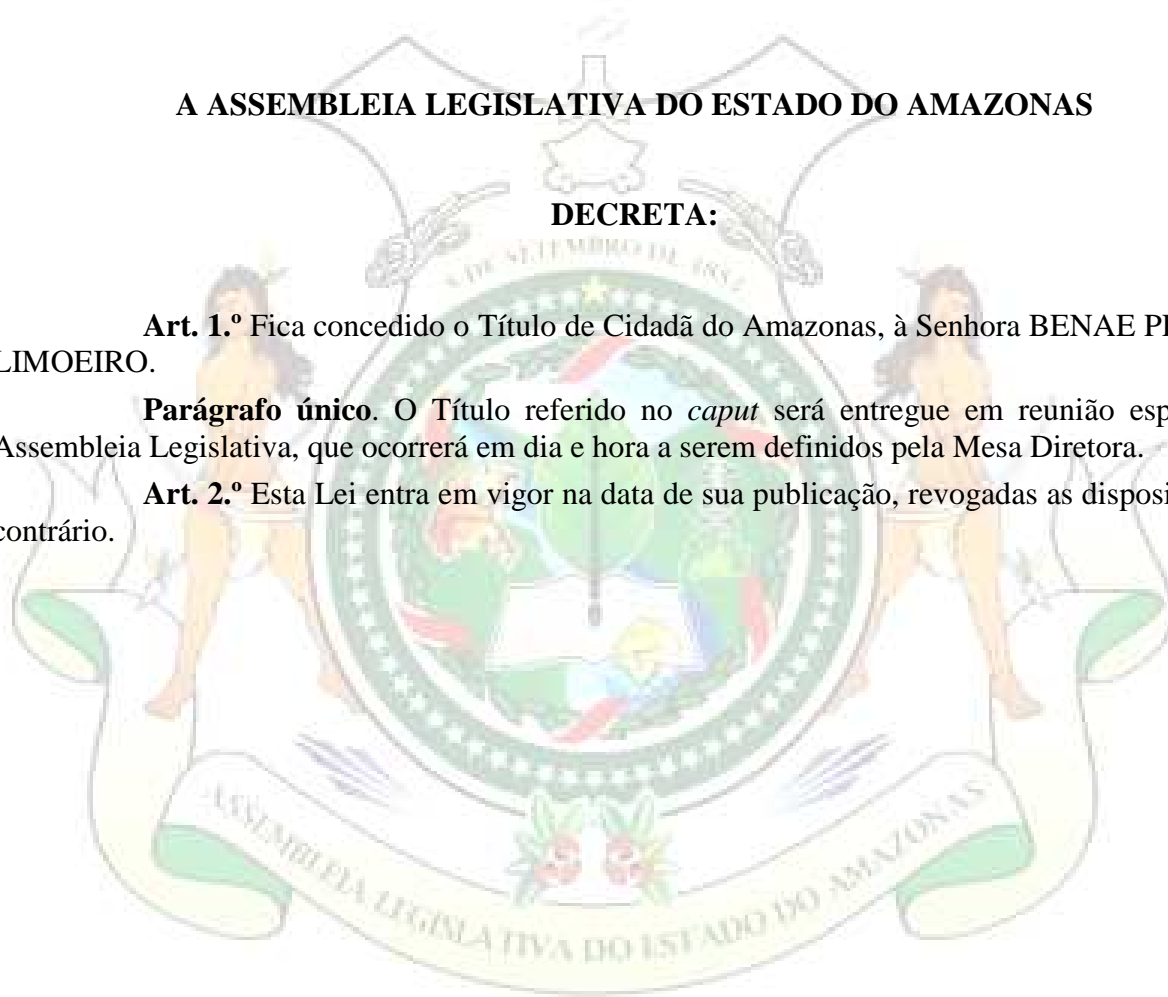 A ASSEMBLEIA LEGISLATIVA DO ESTADO DO AMAZONAS
DECRETA:
DE SETEMBRO DE
Art. 1.º Fica concedido o Título de Cidadã do Amazonas, à Senhora BENAE
LIMOEIRO.
Parágrafo único. O Título referido no caput será entregue em reunião
Assembleia Legislativa, que ocorrerá em dia e hora a serem definidos pela Mesa Diretora.
Art. 2.º Esta Lei entra em vigor na data de sua publicação, revogadas as
contrário.
ASSEMBLEIA LEGISLATIVA DO ESTADO DO AMAZONAS